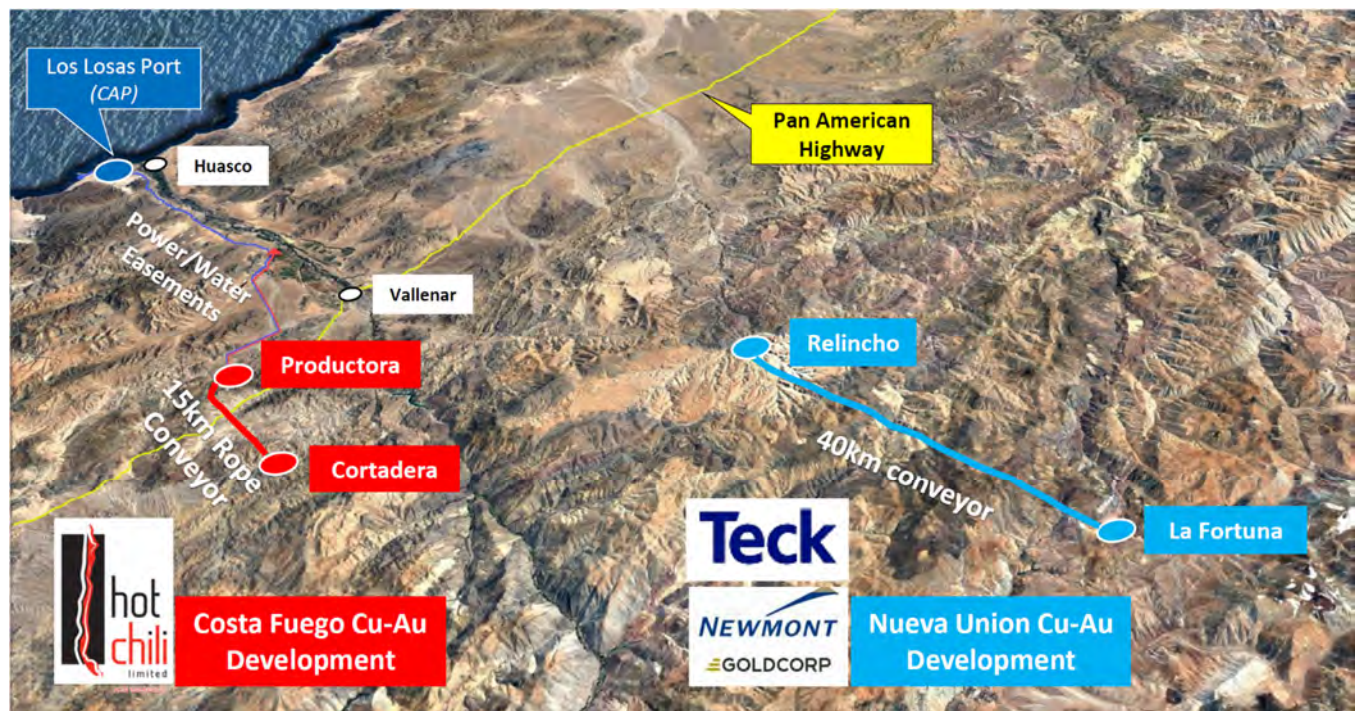 Los Losas Port
(CAP)
Huasco
Pan American
Highway
Power/Water
Easements
Vallenar
Productora
Relincho
15km Rope
Conveyor
Cortadera
40km conveyor
La Fortuna
hot
chili
limited
Costa Fuego Cu-Au
Development
Teck
NEWMONT
GOLDCORP
Nueva Union Cu-Au
Development